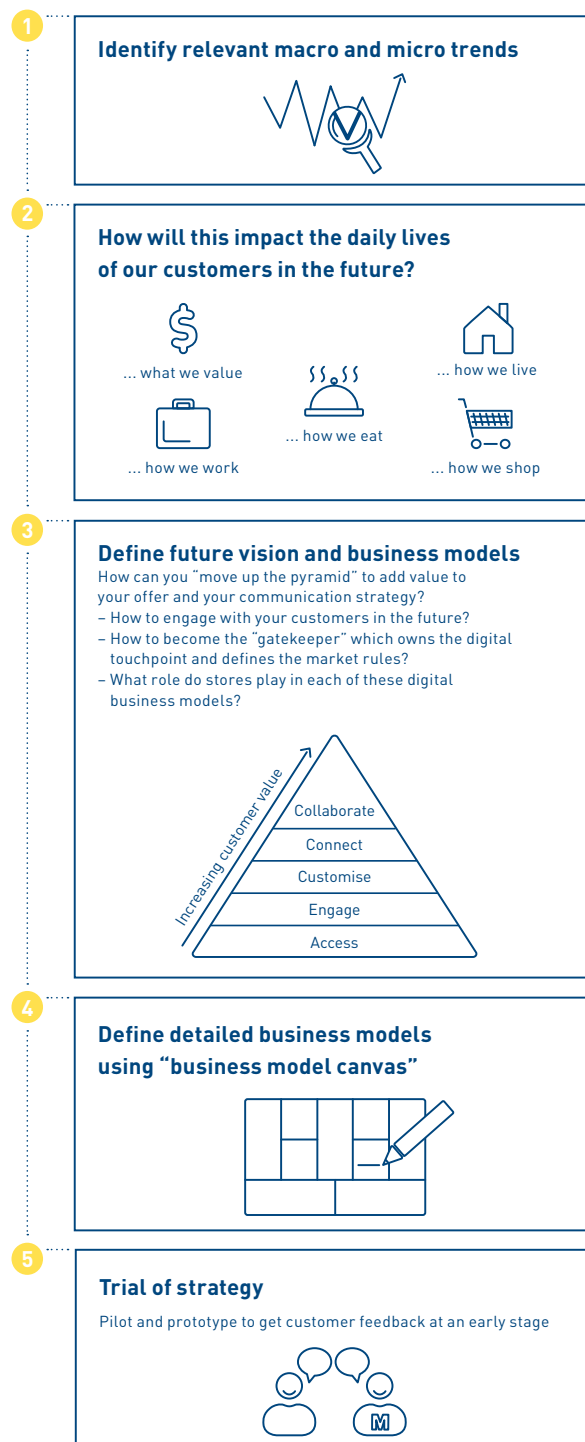 1
Identify relevant macro and micro trends
2
How will this impact the daily lives
of our customers in the future?
... what we value
... how we live
... how we eat
... how we work
... how we shop
3
Define future vision and business models
How can you “move up the pyramid” to add value to
your offer and your communication strategy?
– How to engage with your customers in the future?
– How to become the “gatekeeper” which owns the digital
touchpoint and defines the market rules?
– What role do stores play in each of these digital
business models?
Increasing customer value
Collaborate
Connect
Customise
Engage
Access
4
Define detailed business models
using “business model canvas”
5
Trial of strategy
Pilot and prototype to get customer feedback at an early stage
M